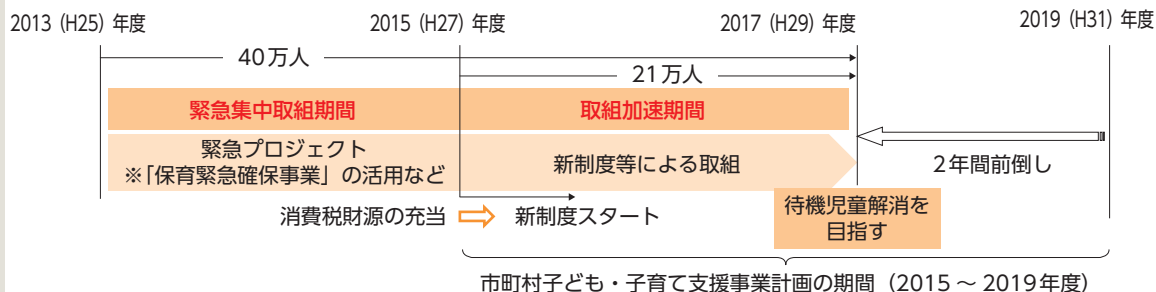 2013 (H25) 年度
2015 (H27) 年度
2017 (H29) 年度
2019 (H31) 年度
40万人
21万人
緊急集中取組期間
取組加速期間
緊急プロジェクト
※「保育緊急確保事業」の活用など
新制度等による取組
2年間前倒し
消費税財源の充当
新制度スタート
待機児童解消を
目指す
市町村子ども・子育て支援事業計画の期間（2015 ～ 2019年度）